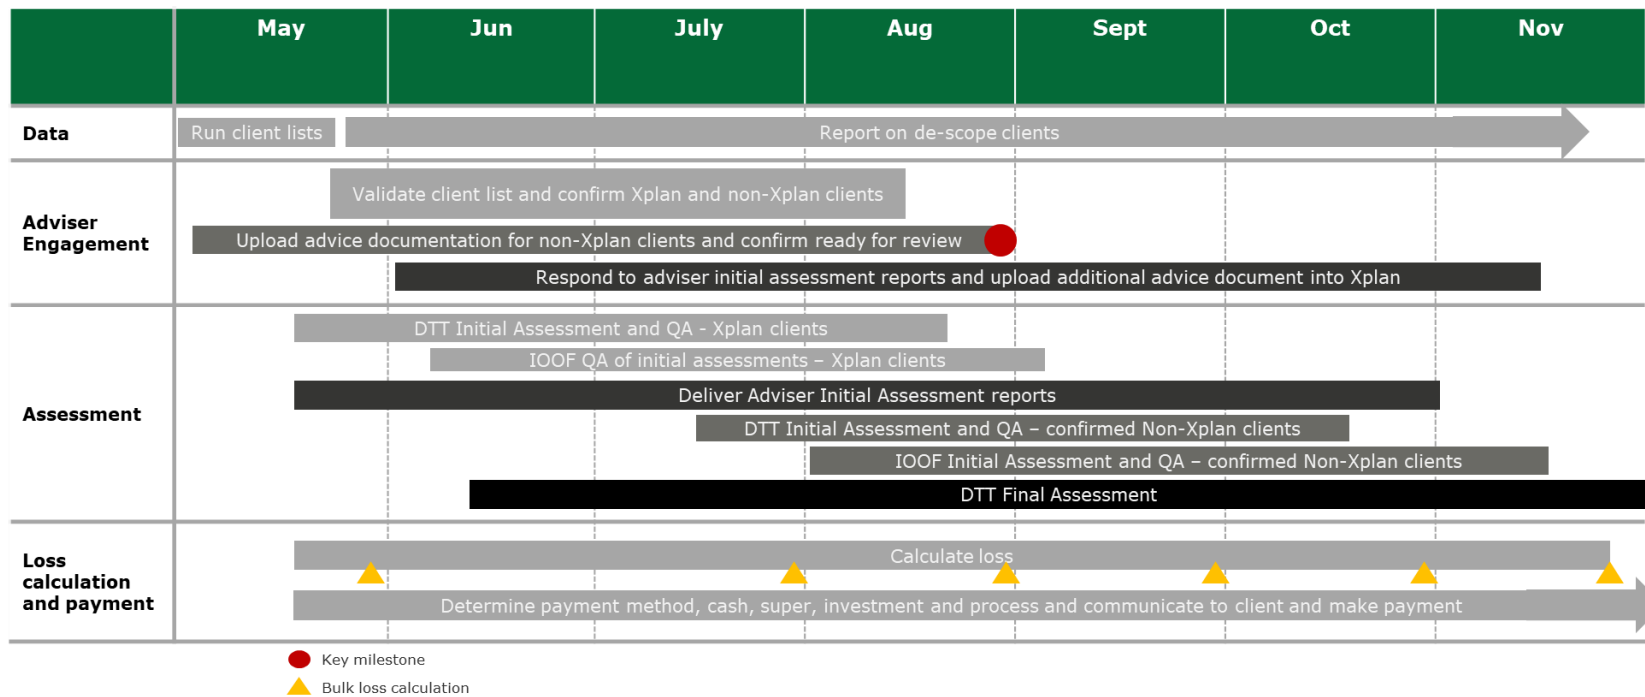 May Jun July Aug Sept Oct Nov
Data
Run client lists
Report on de-scope clients
Adviser
Engagement
Validate client list and confirm Xplan and non-Xplan clients
Upload advice documentation for non-Xplan clients and confirm ready for review
Respond to adviser initial assessment reports and upload additional advice document into Xplan
Assessment
DTT Initial Assessment and QA - Xplan clients
IOOF QA of initial assessments – Xplan clients
Deliver Adviser Initial Assessment reports
DTT Initial Assessment and QA – confirmed Non-Xplan clients
IOOF Initial Assessment and QA – confirmed Non-Xplan clients
DTT Final Assessment
Loss
calculation
and payment
Calculate loss
Determine payment method, cash, super, investment and process and communicate to client and make payment
Key milestone
Bulk loss calculation